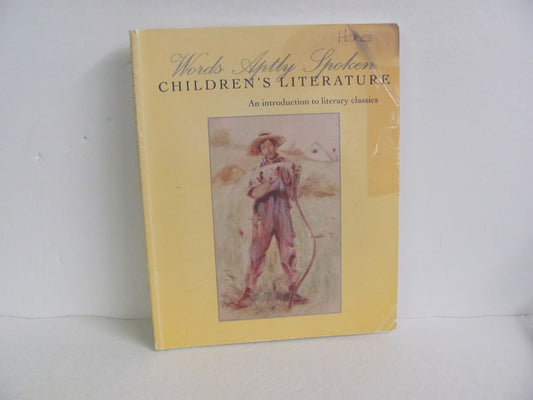 Words Aptly Spoken
CHILDREN'S LITERATURE
An introduction to literary classics